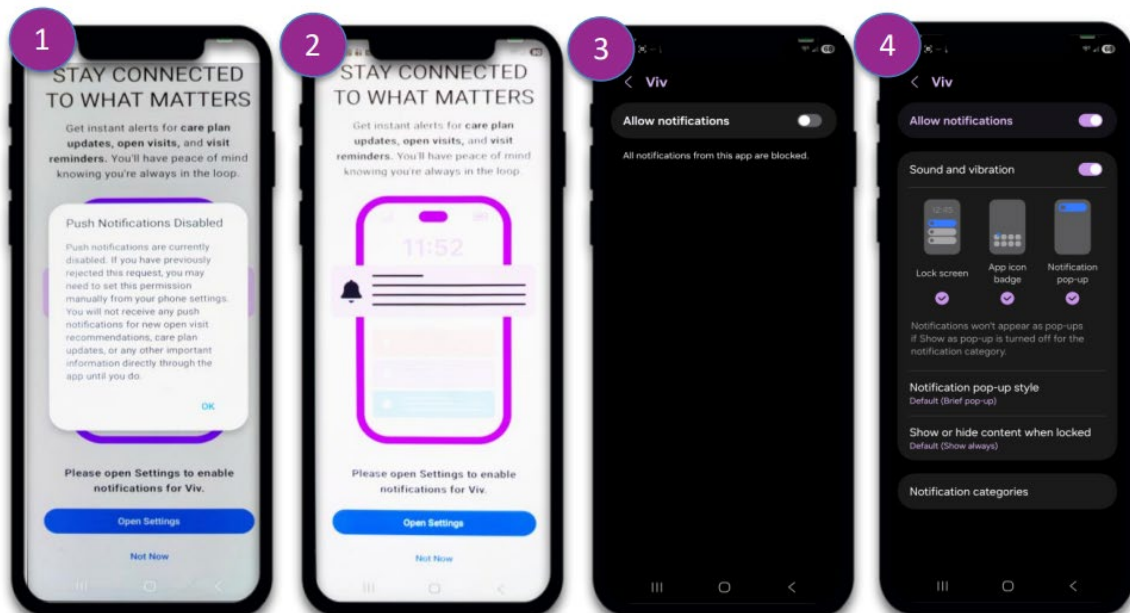 1
STAY CONNECTED
TO WHAT MATTERS
Get instant alerts for care plan
updates, open visits, and visit
reminders. You'll have peace of mind
knowing you're always in the loop.
Push Notifications Disabled
Push notifications are currently
disabled. If you have previously
rejected this request, you may
need to set this permission
manually from your phone settings.
You will not receive any push
notifications for new open visit
recommendations, care plan
updates, or any other important
information directly through the
app until you do.
OK
Please open Settings to enable
notifications for Viv.
Open Settings
Not Now
2
STAY CONNECTED
TO WHAT MATTERS
Get instant alerts for care plan
updates, open visits, and visit
reminders. You'll have peace of mind
knowing you're always in the loop.
11:52
Please open Settings to enable
notifications for Viv.
Open Settings
Not Now
3
Viv
Allow notifications
All notifications from this app are blocked.
4
Viv
Allow notifications
Sound and vibration
12:45
Lock screen
App icon
badge
Notification
pop-up
Notifications won't appear as pop-ups
if Show as pop-up is turned off for the
notification category.
Notification pop-up style
Default (Brief pop-up)
Show or hide content when locked
Default (Show always)
Notification categories